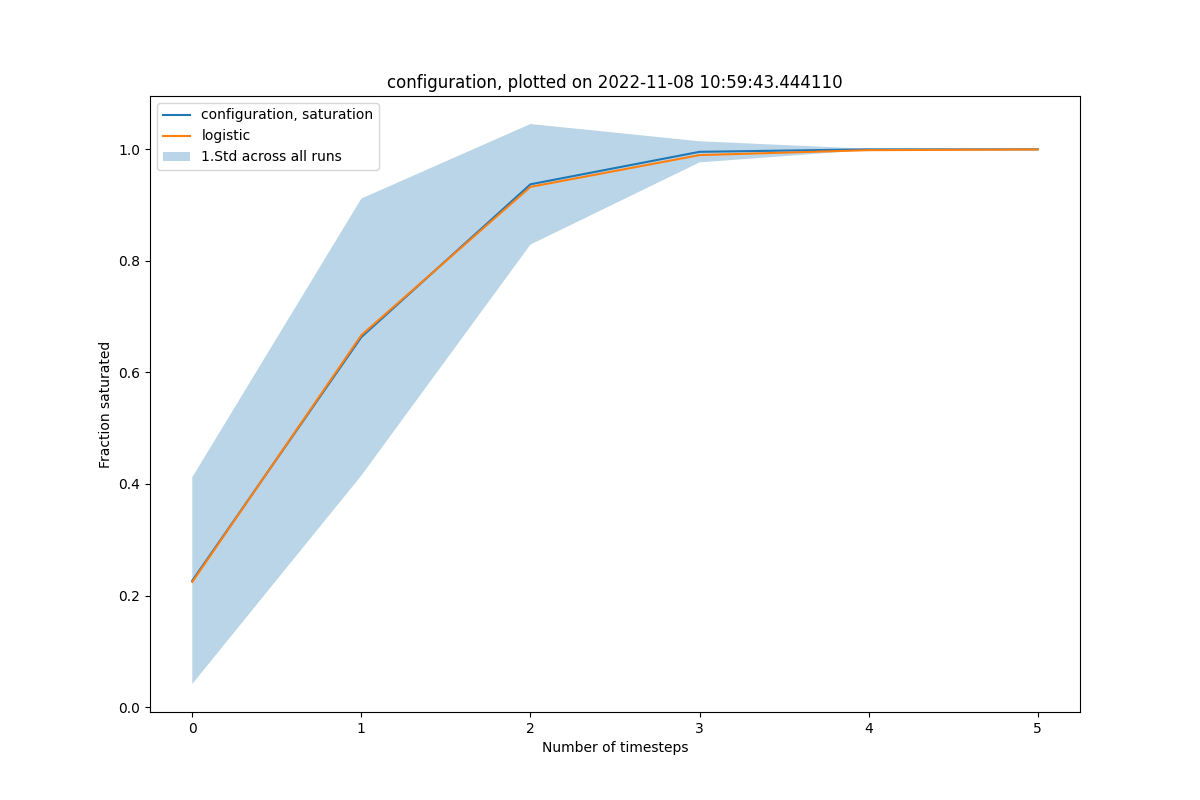 configuration, plotted on 2022-11-08 10:59:43.444110
configuration, saturation
logistic
1.Std across all runs
1.0
0.8
0.6
0.4
0.2
0.0
Fraction saturated
0 1 2 3 4 5
Number of timesteps